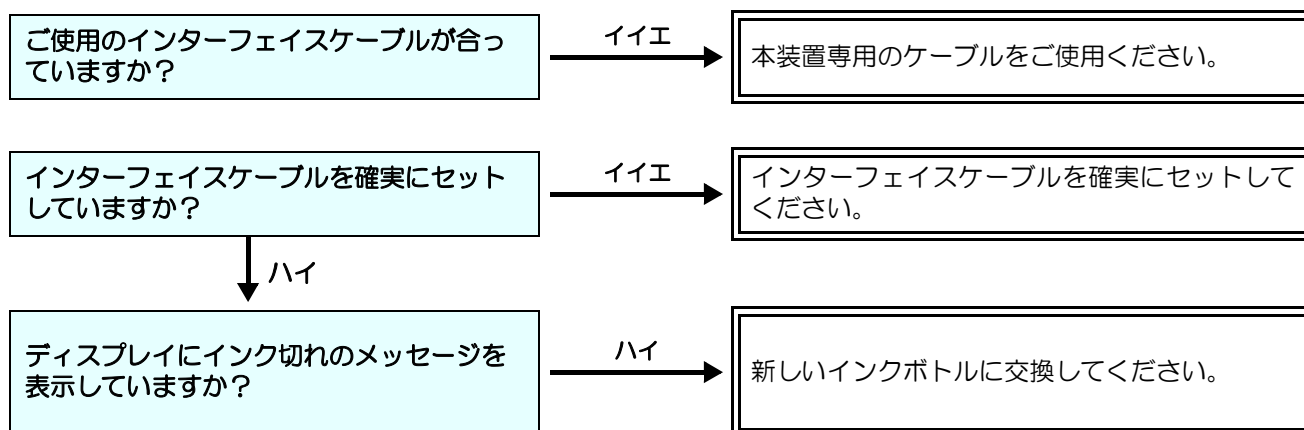 ご使用のインターフェイスケーブルが合っ
ていますか？
イイエ
本装置専用のケーブルをご使用ください。
インターフェイスケーブルを確実にセット
していますか？
イイエ
インターフェイスケーブルを確実にセットして
ください。
ハイ
ディスプレイにインク切れのメッセージを
表示していますか？
ハイ
新しいインクボトルに交換してください。